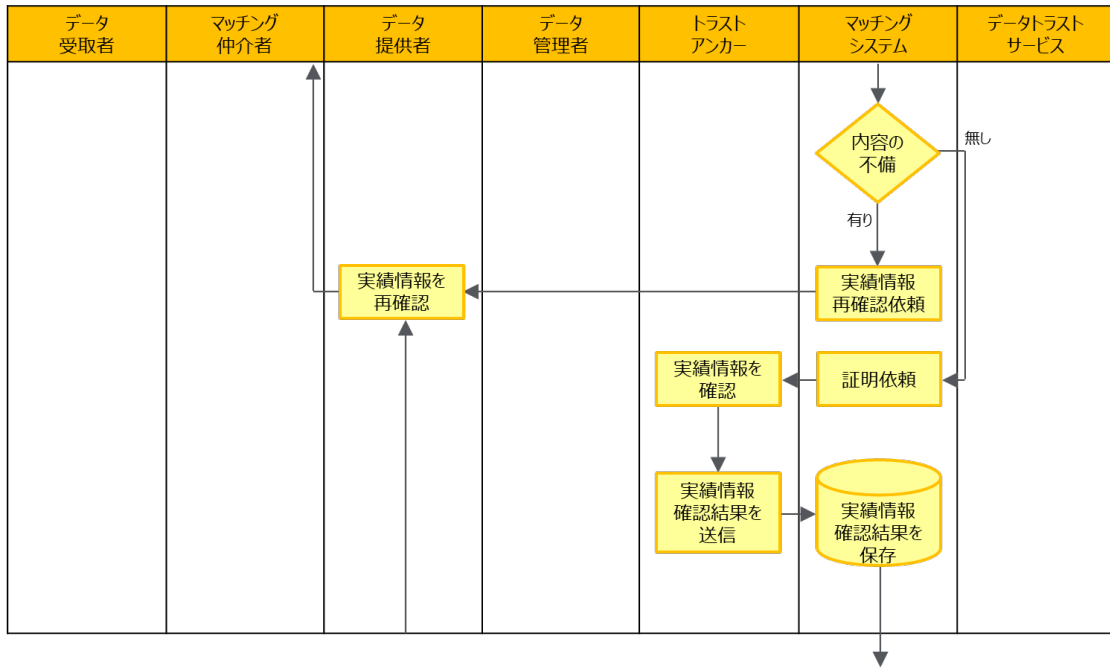 データ
受取者
マッチング
仲介者
データ
提供者
データ
管理者
トラスト
アンカー
マッチング
システム
データトラスト
サービス
内容の
不備
無し
有り
実績情報を
再確認
実績情報
再確認依頼
実績情報を
確認
証明依頼
実績情報
確認結果を
送信
実績情報
確認結果を
保存